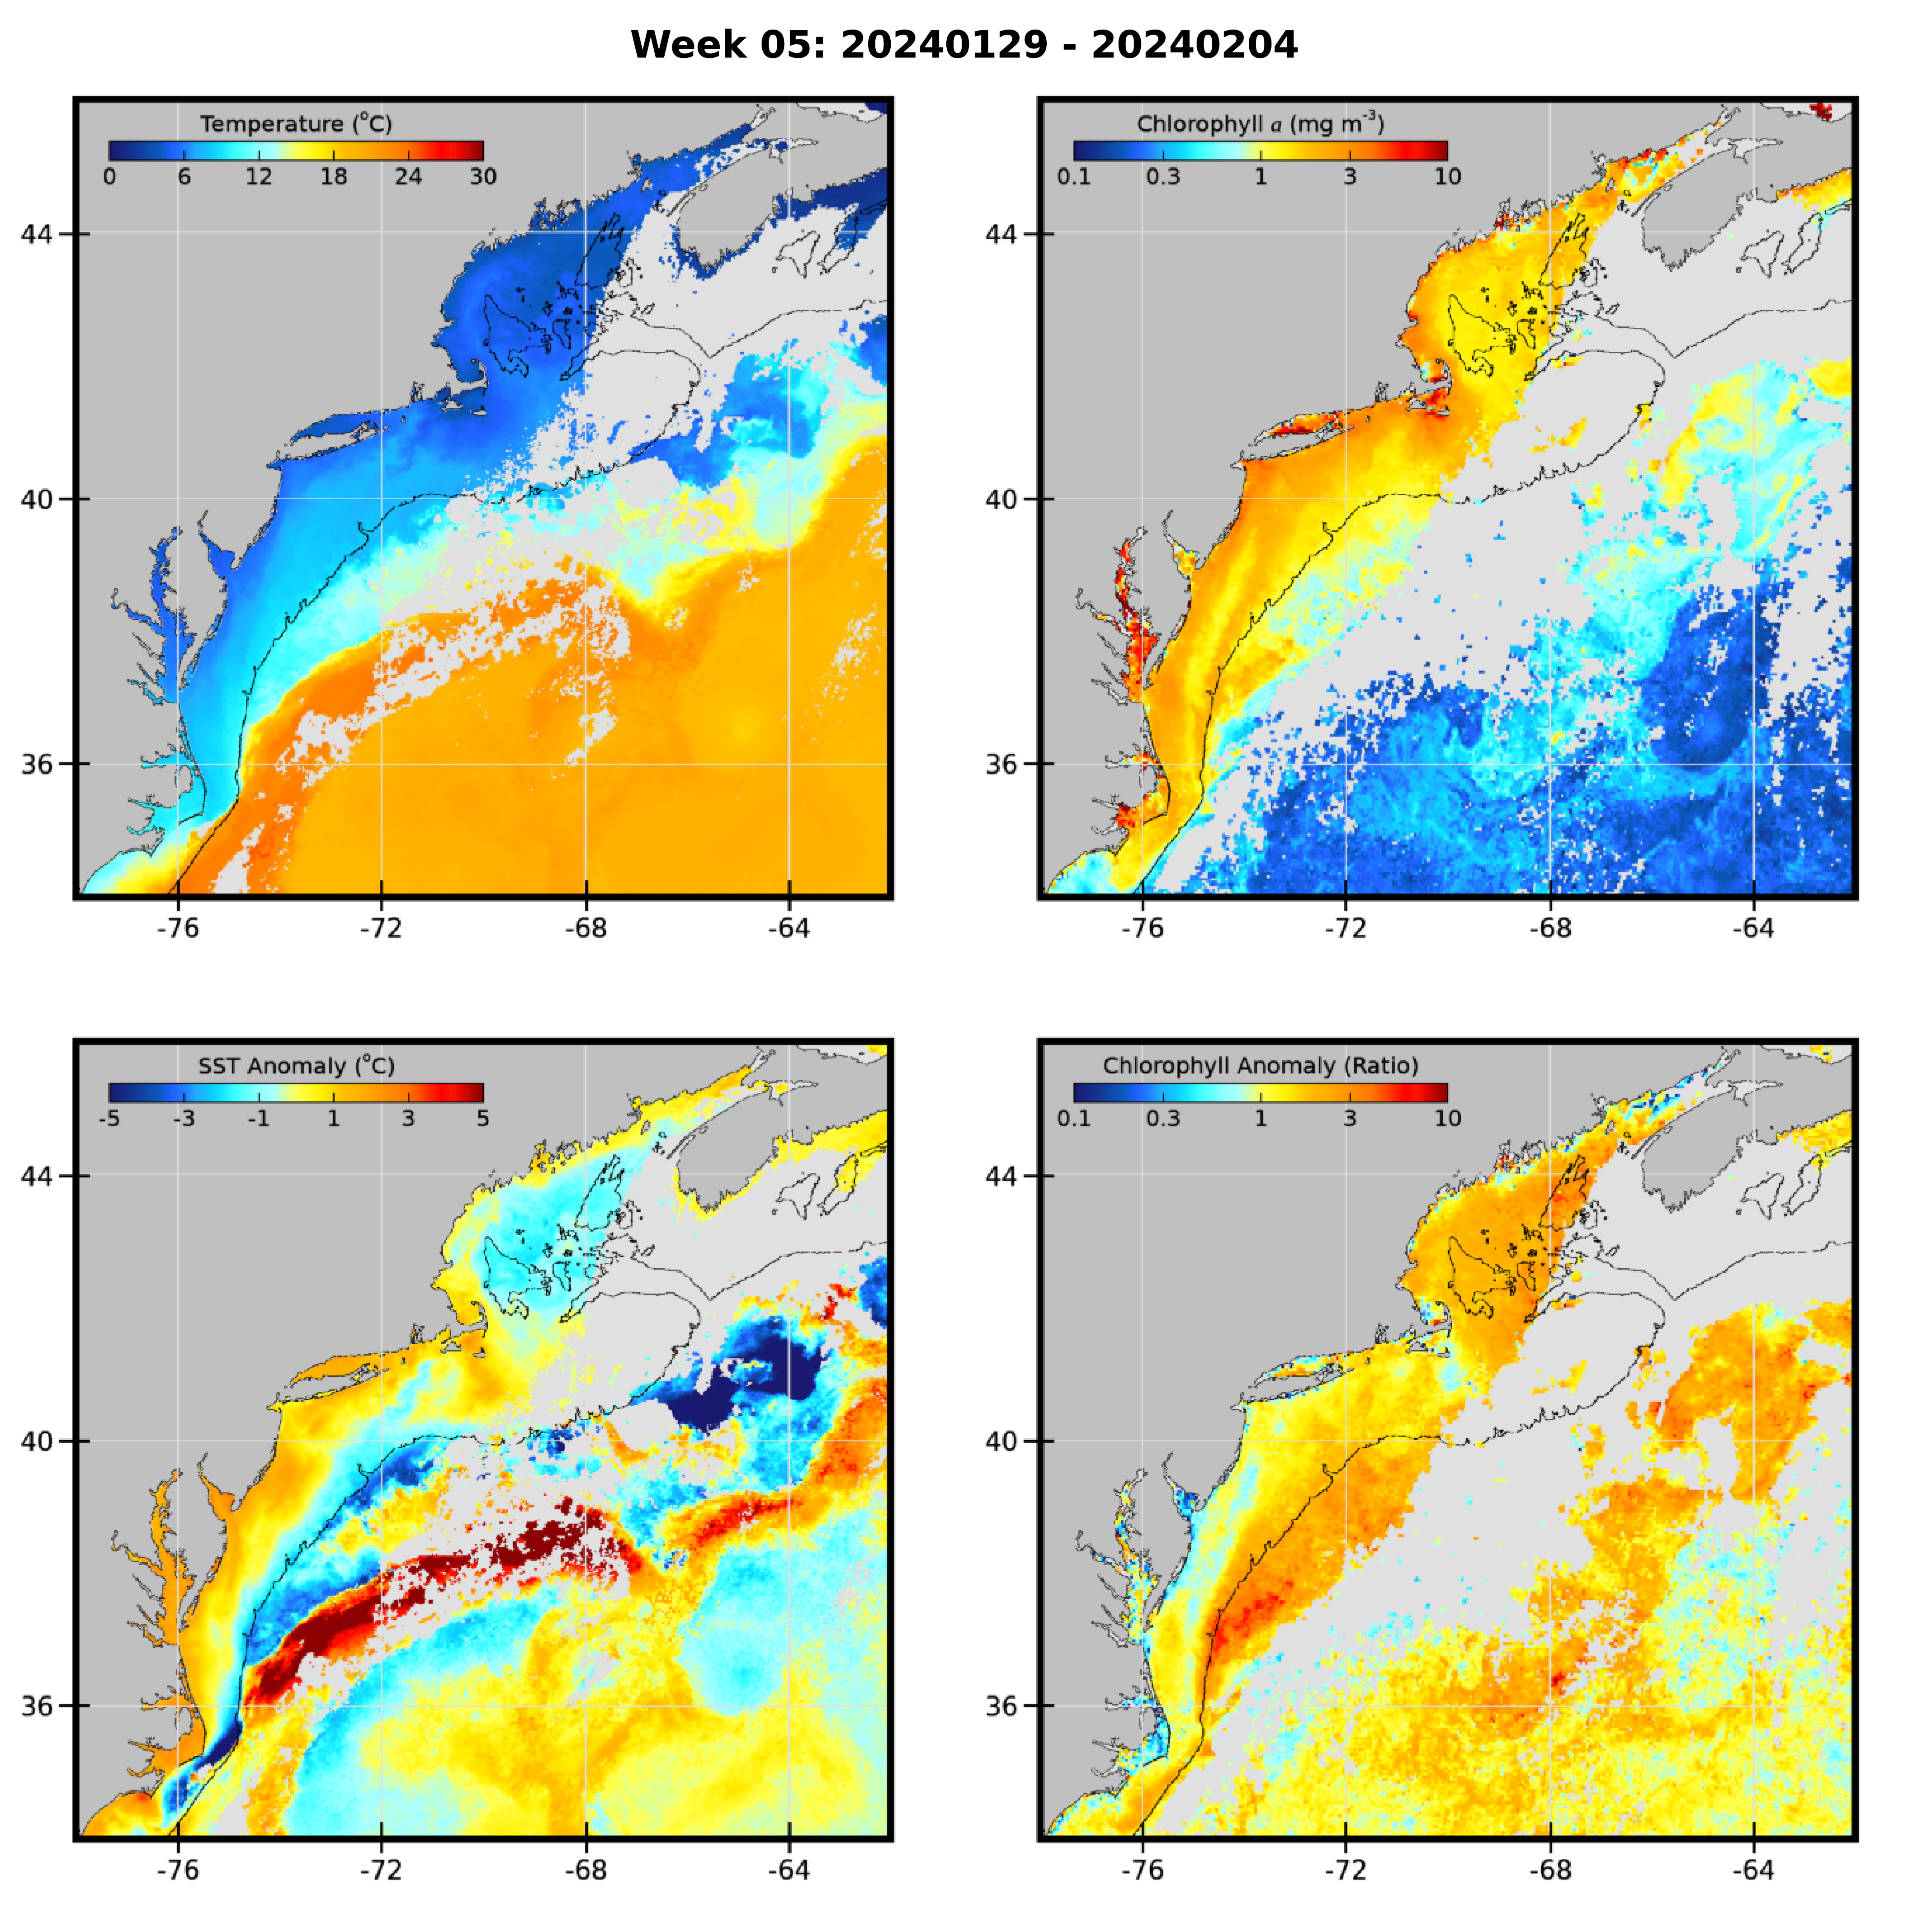 Week 05: 20240129 - 20240204
Temperature (°C)
0 6 12 18 24 30
44
40
36
-76 -72 -68 -64
Chlorophyll a (mg m⁻³)
0.1 0.3 1 3 10
44
40
36
-76 -72 -68 -64
SST Anomaly (°C)
-5 -3 -1 1 3 5
44
40
36
-76 -72 -68 -64
Chlorophyll Anomaly (Ratio)
0.1 0.3 1 3 10
44
40
36
-76 -72 -68 -64